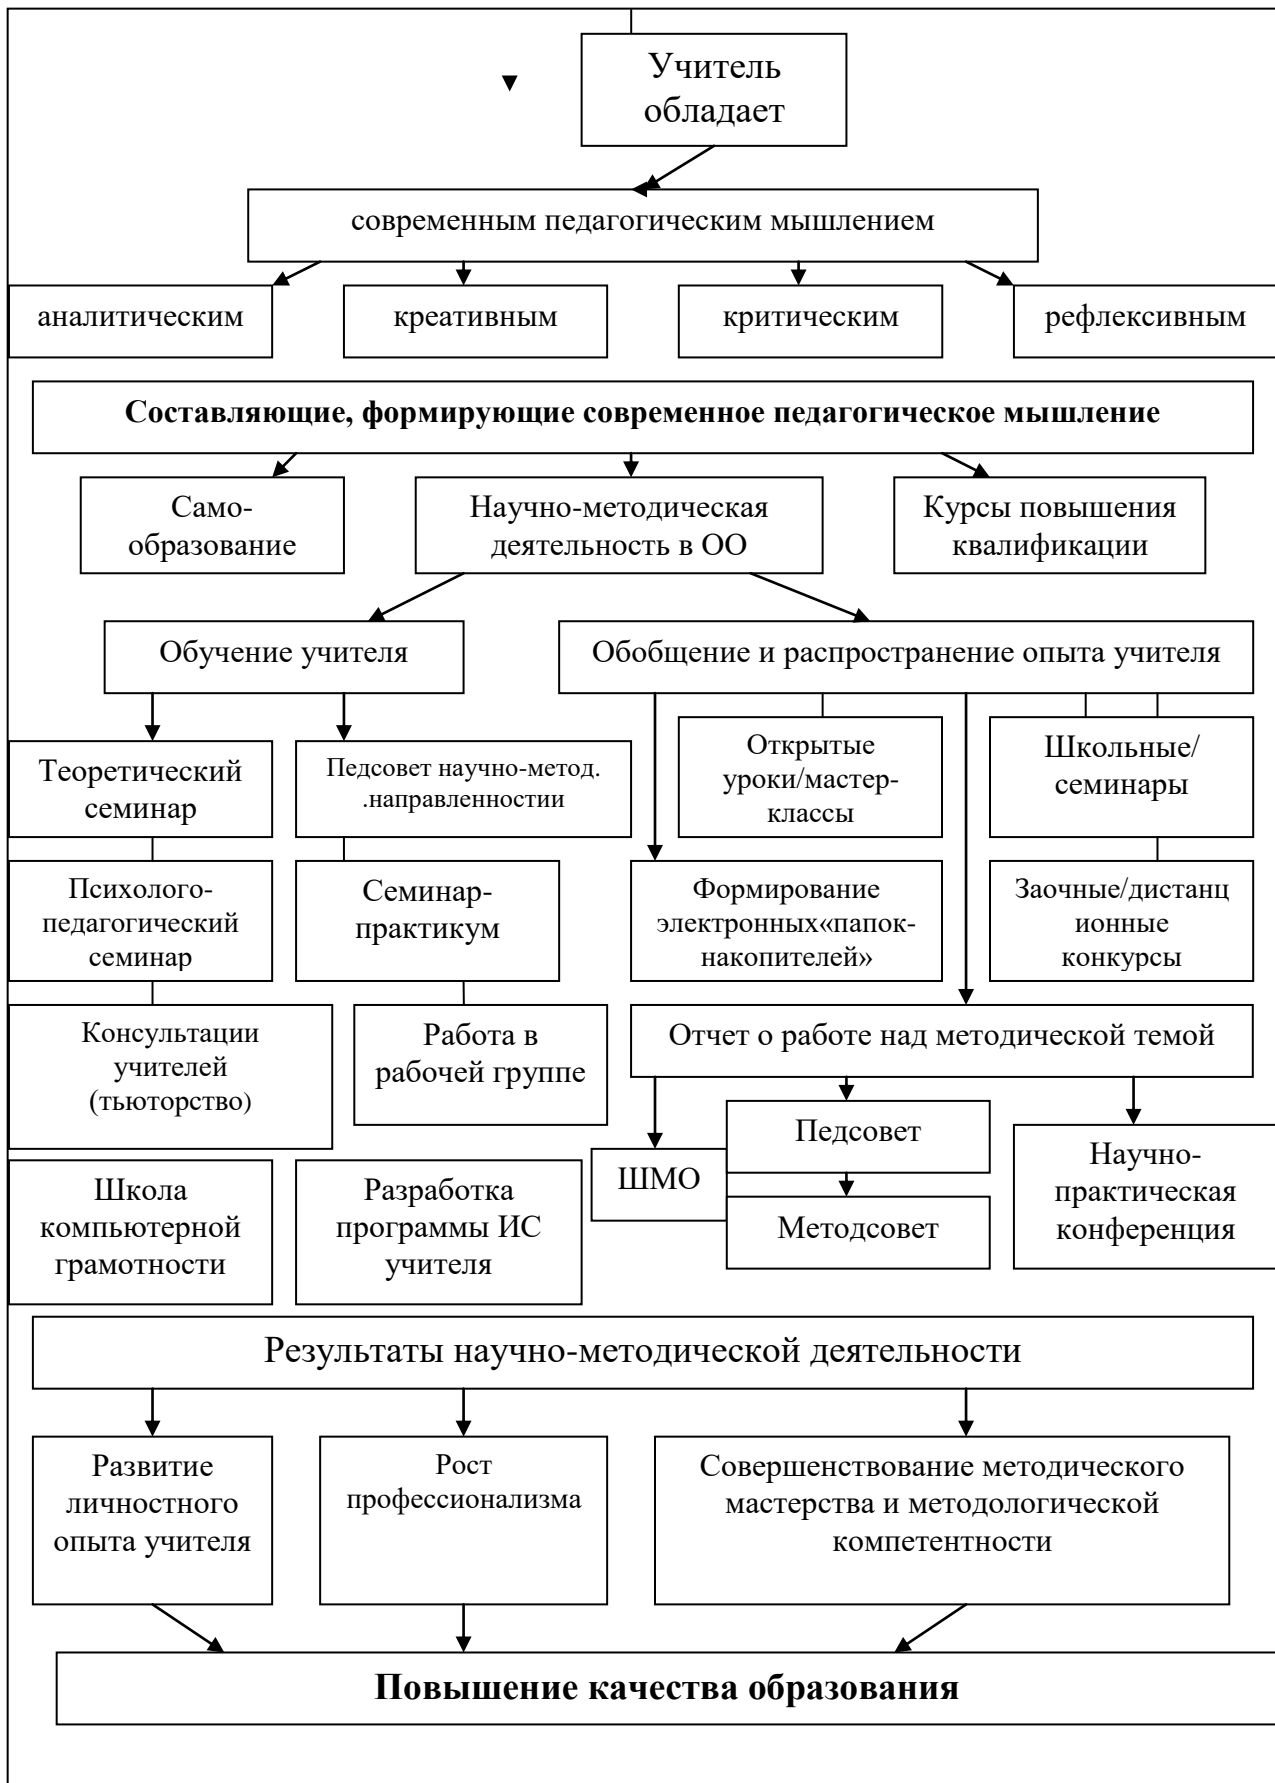 Учитель
обладает
современным педагогическим мышлением
аналитическим
креативным
критическим
рефлексивным
Составляющие, формирующие современное педагогическое мышление
Само-
образование
Научно-методическая
деятельность в ОО
Курсы повышения
квалификации
Обучение учителя
Обобщение и распространение опыта учителя
Теоретический
семинар
Педсовет научно-метод.
.направленностии
Открытые
уроки/мастер-
классы
Школьные/
семинары
Психолого-
педагогический
семинар
Семинар-
практикум
Формирование
электронных«папок-
накопителей»
Заочные/дистанц
ионные
конкурсы
Консультации
учителей
(тьюторство)
Работа в
рабочей группе
Отчет о работе над методической темой
ШМО
Педсовет
Методсовет
Научно-
практическая
конференция
Школа
компьютерной
грамотности
Разработка
программы ИС
учителя
Результаты научно-методической деятельности
Развитие
личностного
опыта учителя
Рост
профессионализма
Совершенствование методического
мастерства и методологической
компетентности
Повышение качества образования